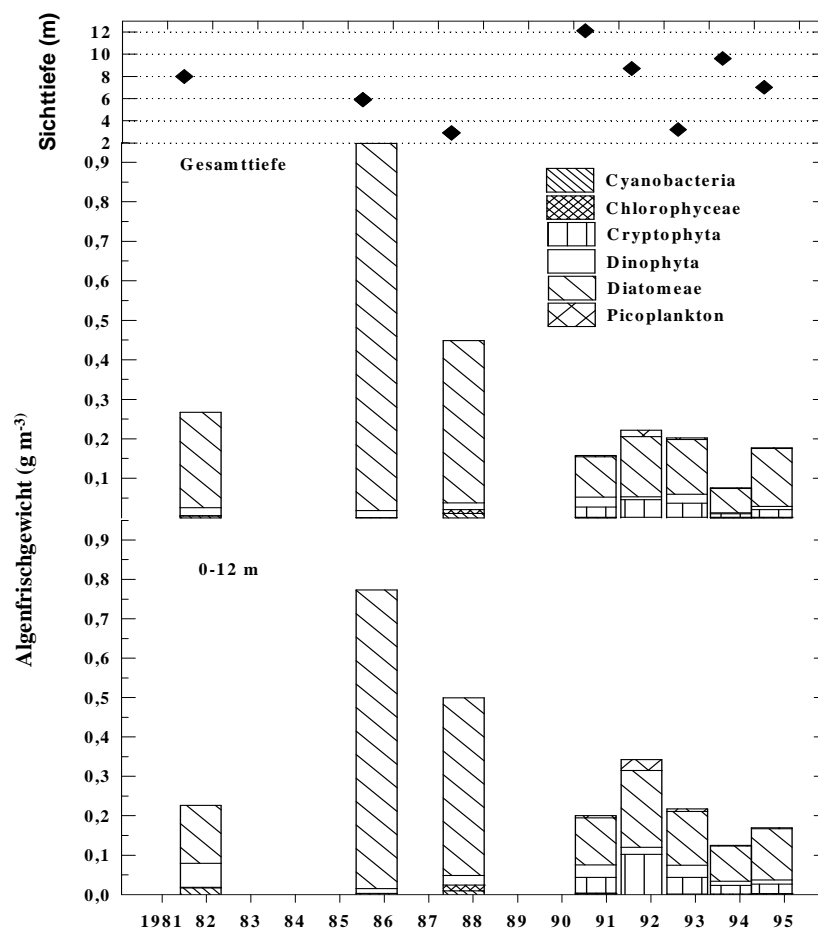 Sichttiefe (m)
12
10
8
6
4
2
Gesamttiefe
0,9
0,8
0,7
0,6
0,5
0,4
0,3
0,2
0,1
Cyanobacteria
Chlorophyceae
Cryptophyta
Dinophyta
Diatomeae
Picoplankton
Algenfrischgewicht (g m-3)
0-12 m
0,9
0,8
0,7
0,6
0,5
0,4
0,3
0,2
0,1
0,0
1981 82 83 84 85 86 87 88 89 90 91 92 93 94 95